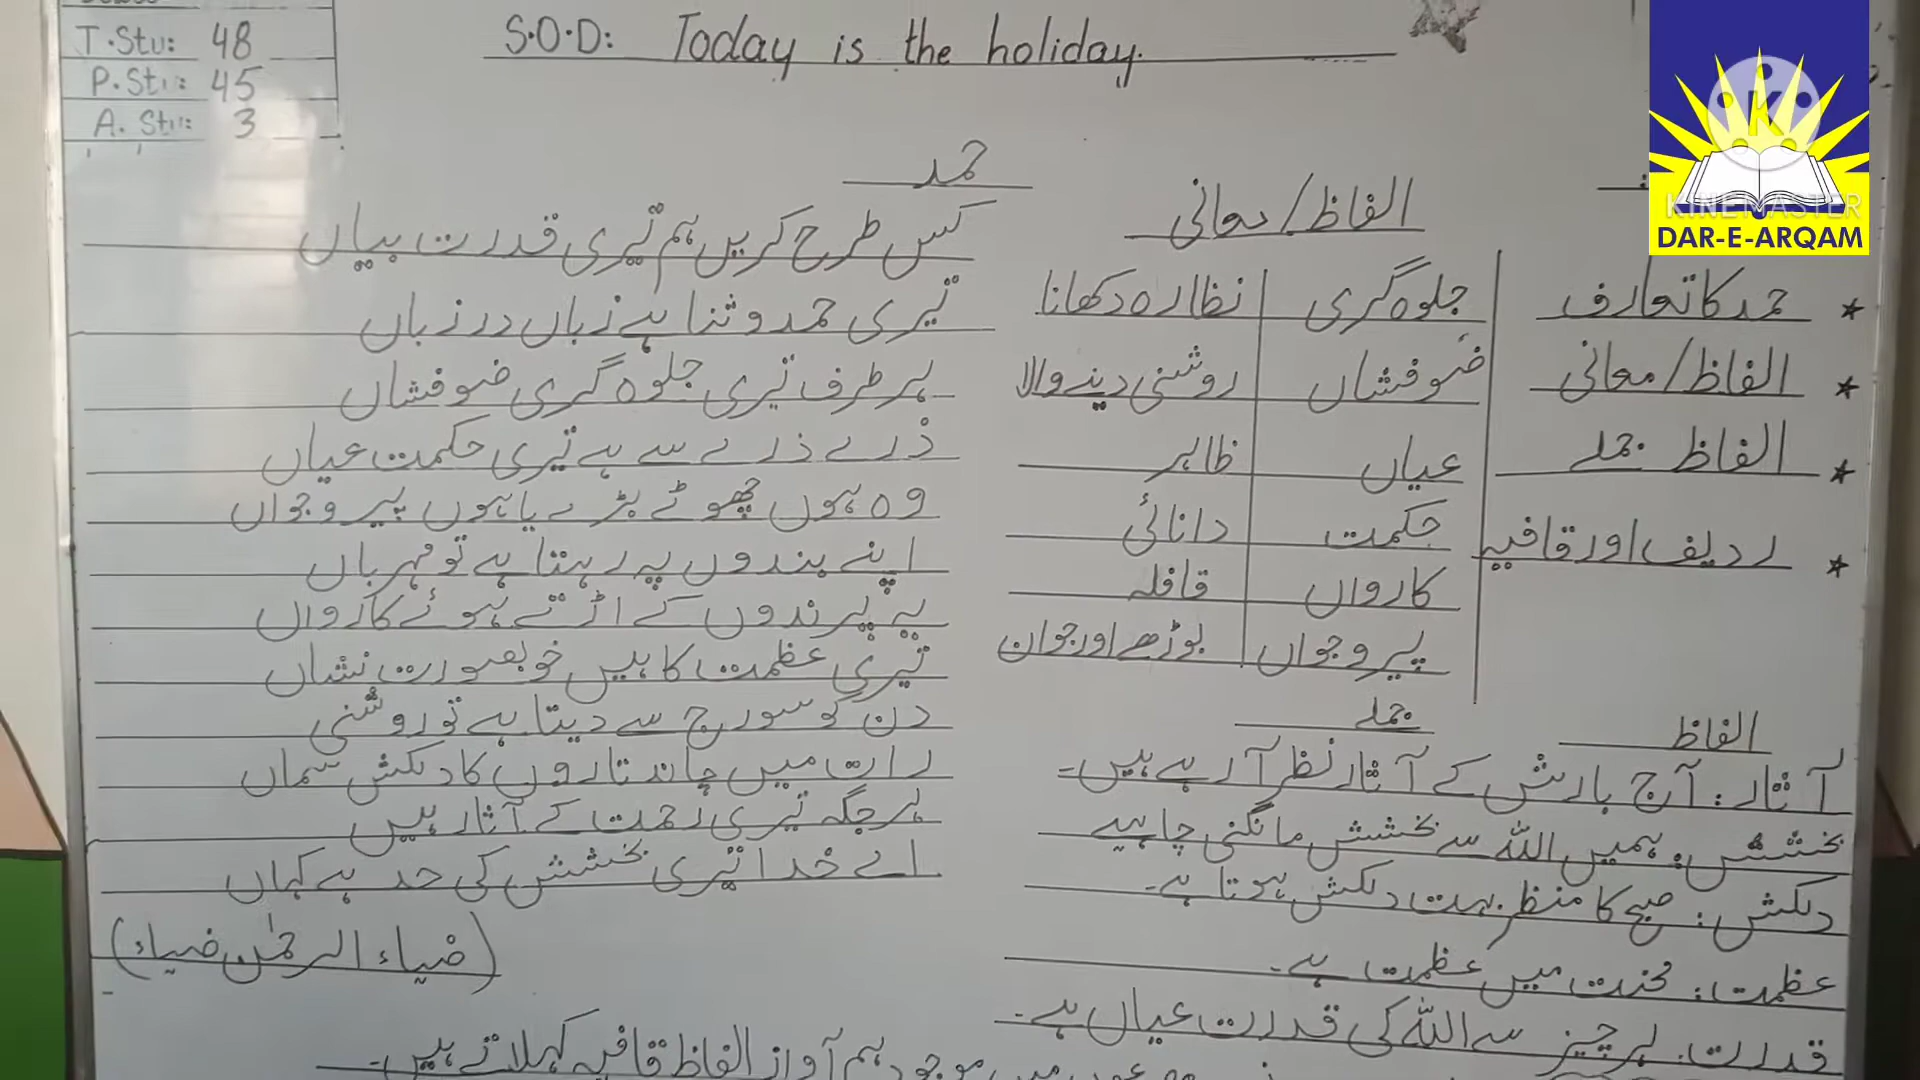 T.Stu: 48
P.Stu: 45
A. Stu: 3
S.O.D: Today is the holiday.
KINEMASTER
DAR-E-ARQAM
* حمد کا تعارف
* الفاظ/معانی
* الفاظ جملے
* ردیف اور قافیہ
الفاظ/معانی
جلوہ گری نظارہ دکھانا
ضوفشاں روشنی دینے والا
عیاں ظاہر
حکمت دانائی
کارواں قافلہ
پیر و جواں بوڑھے اور جوان
حمد
کس طرح کریں ہم تیری قدرت بیاں
تیری حمد و ثنا ہے زباں در زباں
ہر طرف تیری جلوہ گری ضوفشاں
ذرے ذرے سے ہے تیری حکمت عیاں
وہ ہوں چھوٹے بڑے یا ہوں پیر و جواں
اپنے بندوں پہ رہتا ہے تو مہرباں
یہ پرندوں کے اڑتے ہوئے کارواں
تیری عظمت کا ہیں خوبصورت نشاں
دن کو سورج سے دیتا ہے تو روشنی
رات میں چاند تاروں کا دلکش سماں
ہر جگہ تیری رحمت کے آثار ہیں
اے خدا تیری بخشش کی حد ہے کہاں
(ضیاء الرحمٰن ضیاء)
الفاظ جملے
آثار: آج بارش کے آثار نظر آ رہے ہیں۔
بخشش: ہمیں اللہ سے بخشش مانگنی چاہیے
دلکش: صبح کا منظر بہت دلکش ہوتا ہے۔
عظمت: محنت میں عظمت ہے۔
قدرت: ہر چیز سے اللہ کی قدرت عیاں ہے۔
میں موجود ہم آواز الفاظ قافیہ کہلاتے ہیں۔